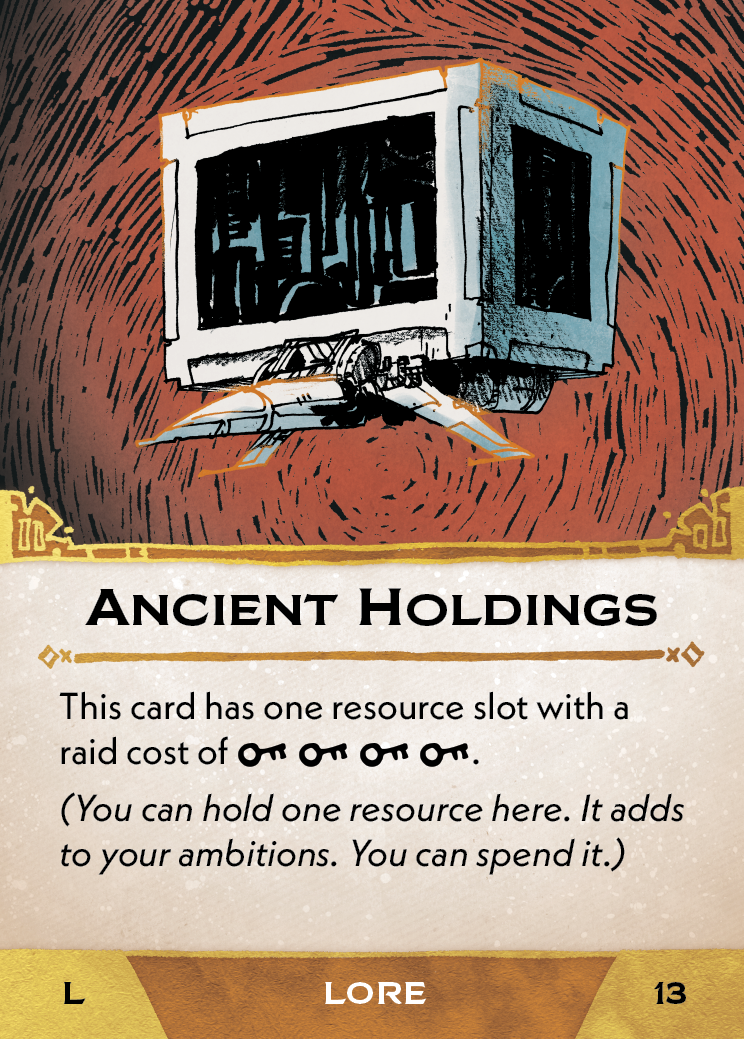 ANCIENT HOLDINGS
This card has one resource slot with a
raid cost of .
(You can hold one resource here. It adds
to your ambitions. You can spend it.)
L LORE 13